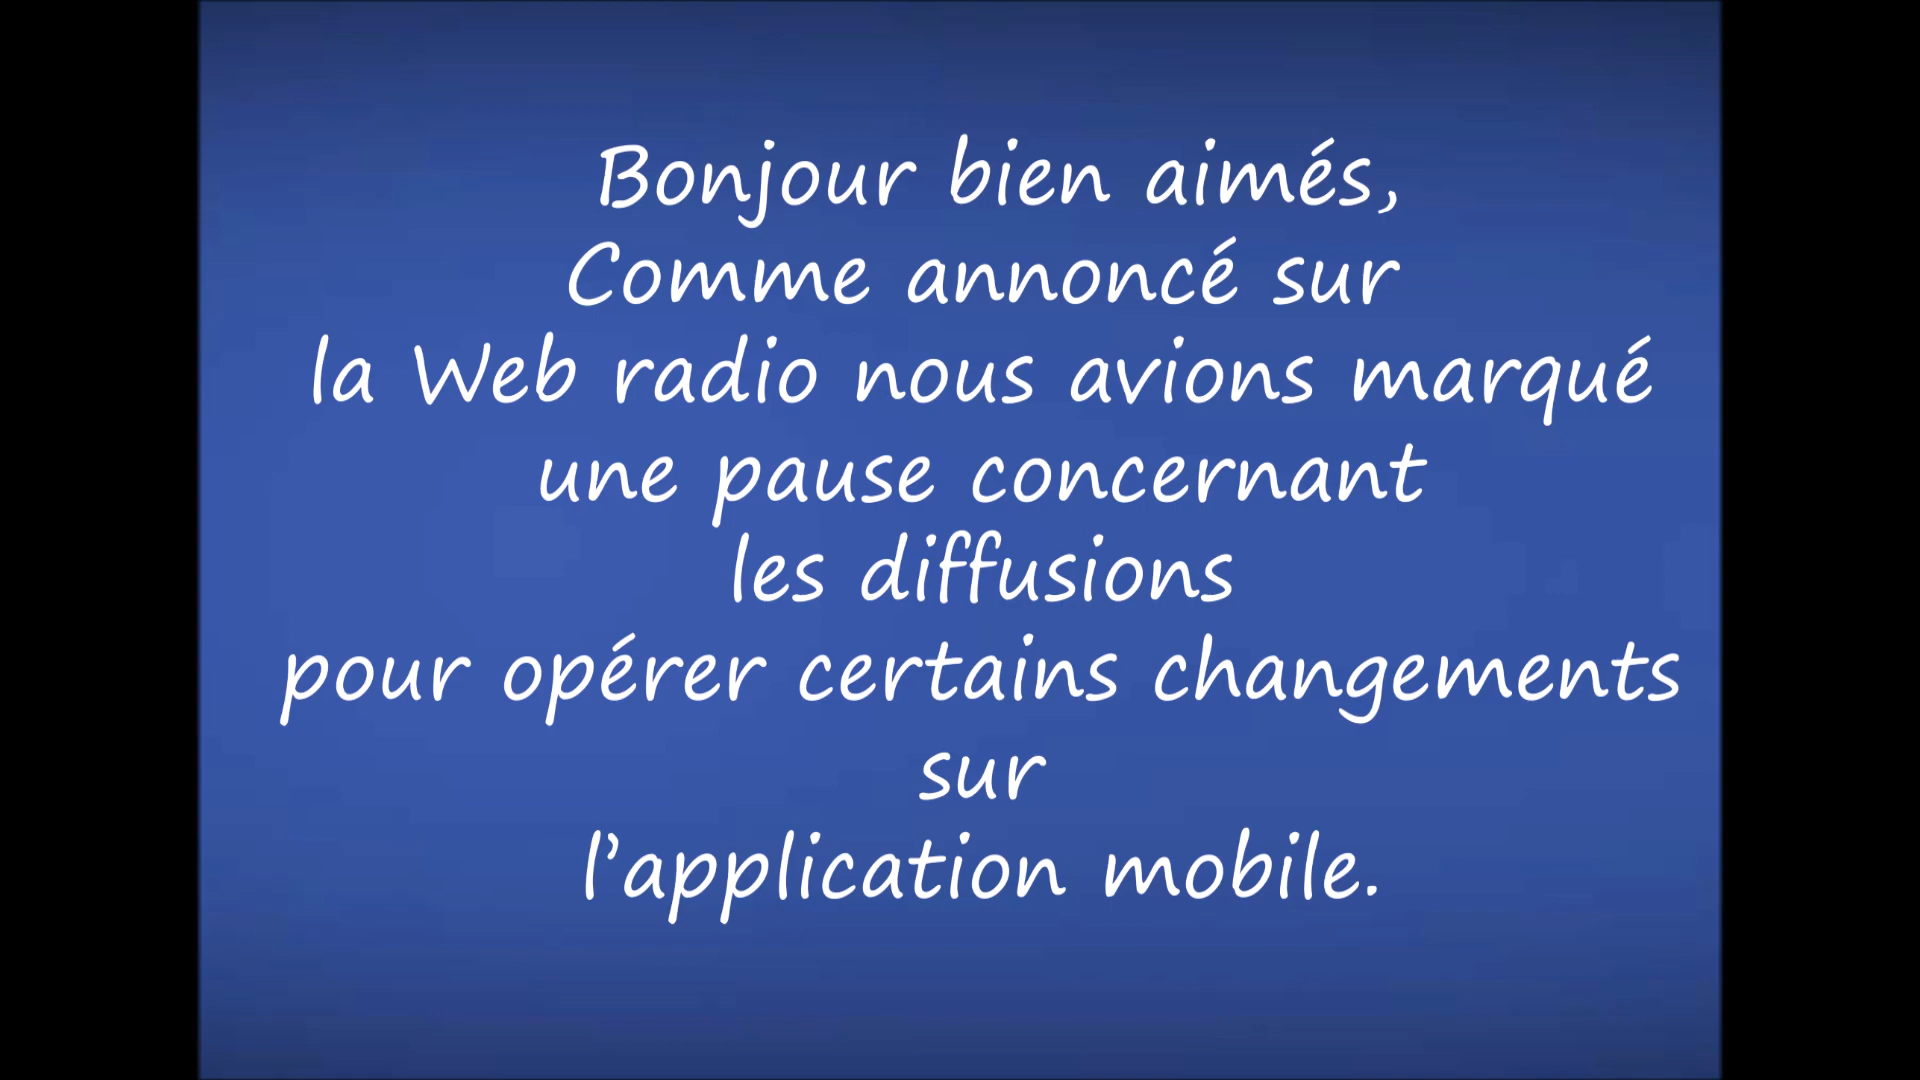 Bonjour bien aimés,
Comme annoncé sur
la Web radio nous avions marqué
une pause concernant
les diffusions
pour opérer certains changements
sur
l’application mobile.